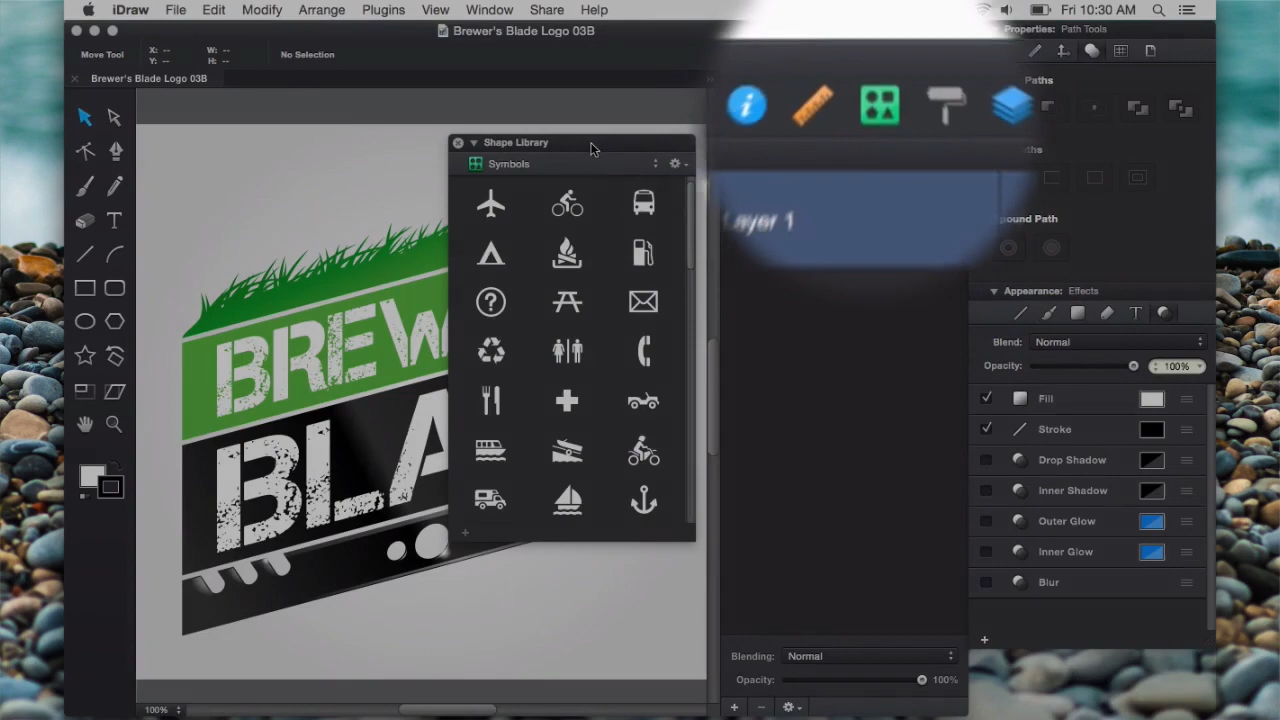 iDraw File Edit Modify Arrange Plugins View Window Share Help Fri 10:30 AM
Brewer's Blade Logo 03B
Properties: Path Tools
Move Tool X: -- W: -- No Selection
Y: -- H: --
Brewer's Blade Logo 03B
Paths
Shape Library
Symbols
Layer 1
BREW
BLA
Appearance: Effects
Blend: Normal
Opacity: 100%
Fill
Stroke
Drop Shadow
Inner Shadow
Outer Glow
Inner Glow
Blur
Blending: Normal
Opacity: 100%
100%